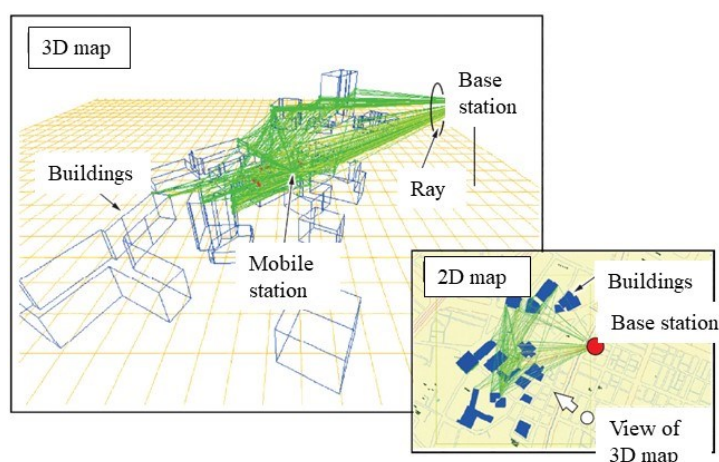 3D map
Base
station
Buildings
Ray
Mobile
station
2D map
Buildings
Base station
View of
3D map